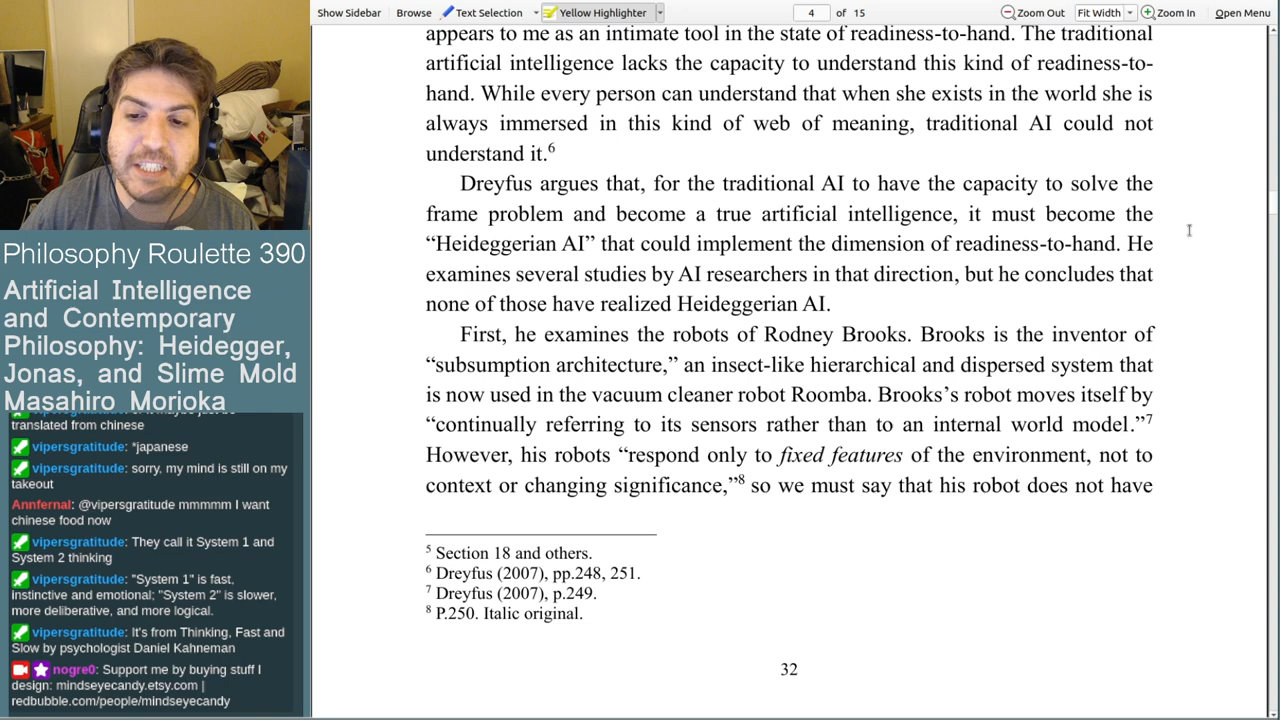 Show Sidebar
Browse
Text Selection
Yellow Highlighter
4 of 15
Zoom Out
Fit Width
Zoom In
Open Menu
appears to me as an intimate tool in the state of readiness-to-hand. The traditional
artificial intelligence lacks the capacity to understand this kind of readiness-to-
hand. While every person can understand that when she exists in the world she is
always immersed in this kind of web of meaning, traditional AI could not
understand it.6
Dreyfus argues that, for the traditional AI to have the capacity to solve the
frame problem and become a true artificial intelligence, it must become the
“Heideggerian AI” that could implement the dimension of readiness-to-hand. He
examines several studies by AI researchers in that direction, but he concludes that
none of those have realized Heideggerian AI.
First, he examines the robots of Rodney Brooks. Brooks is the inventor of
“subsumption architecture,” an insect-like hierarchical and dispersed system that
is now used in the vacuum cleaner robot Roomba. Brooks’s robot moves itself by
“continually referring to its sensors rather than to an internal world model.”7
However, his robots “respond only to fixed features of the environment, not to
context or changing significance,”8 so we must say that his robot does not have
5 Section 18 and others.
6 Dreyfus (2007), pp.248, 251.
7 Dreyfus (2007), p.249.
8 P.250. Italic original.
32
Philosophy Roulette 390
Artificial Intelligence
and Contemporary
Philosophy: Heidegger,
Jonas, and Slime Mold
Masahiro Morioka
translated from chinese
vipersgratitude: *japanese
vipersgratitude: sorry, my mind is still on my
takeout
Annfernal: @vipersgratitude mmmmm I want
chinese food now
vipersgratitude: They call it System 1 and
System 2 thinking
vipersgratitude: "System 1" is fast,
instinctive and emotional; "System 2" is slower,
more deliberative, and more logical.
vipersgratitude: It's from Thinking, Fast and
Slow by psychologist Daniel Kahneman
nogre0: Support me by buying stuff I
design: mindseyecandy.etsy.com |
redbubble.com/people/mindseyecandy